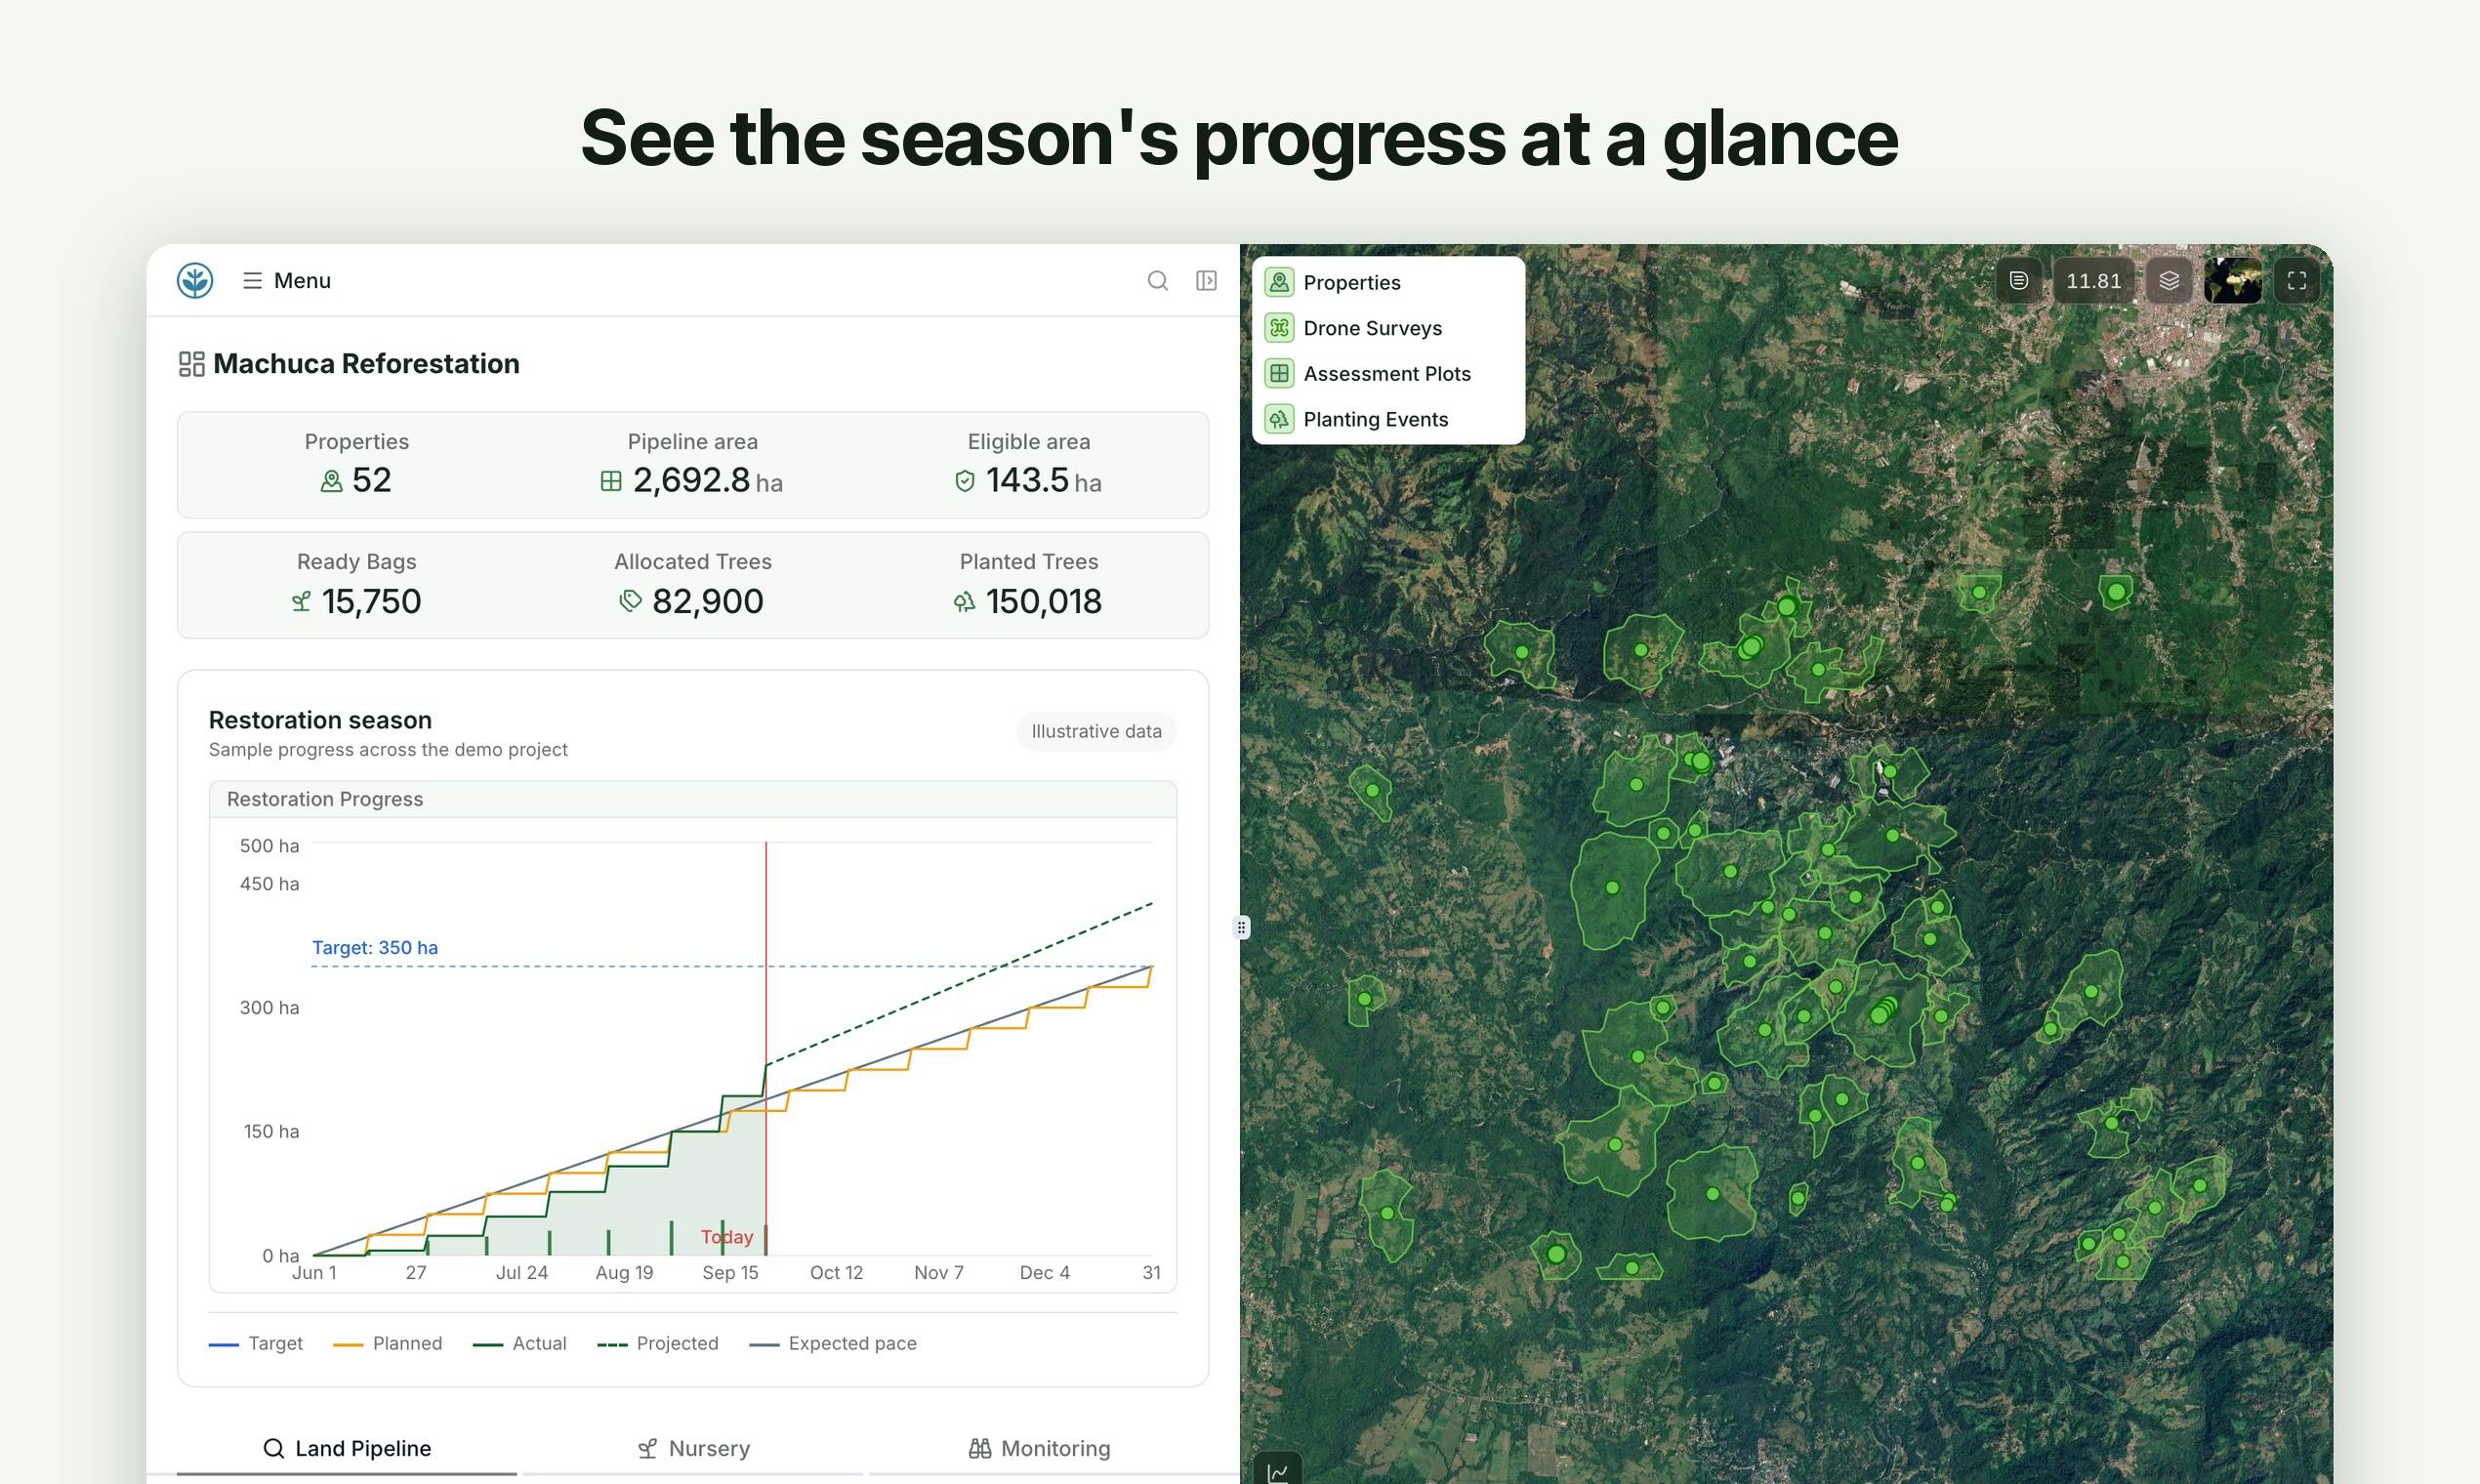 See the season's progress at a glance
Menu
Machuca Reforestation
Properties
52
Pipeline area
2,692.8 ha
Eligible area
143.5 ha
Ready Bags
15,750
Allocated Trees
82,900
Planted Trees
150,018
Restoration season
Sample progress across the demo project
Illustrative data
Restoration Progress
500 ha
450 ha
Target: 350 ha
300 ha
150 ha
0 ha
Today
Jun 1
27
Jul 24
Aug 19
Sep 15
Oct 12
Nov 7
Dec 4
31
Target
Planned
Actual
Projected
Expected pace
Land Pipeline
Nursery
Monitoring
Properties
Drone Surveys
Assessment Plots
Planting Events
11.81